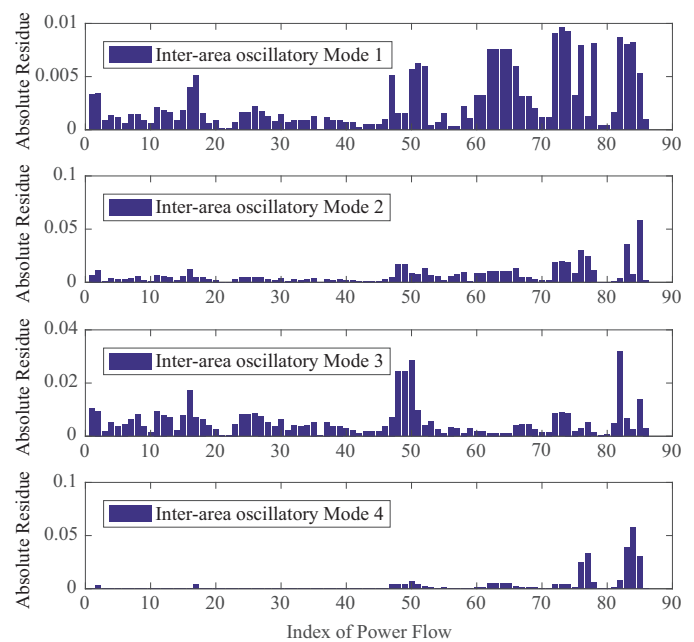 0.01
0.005
0
Absolute Residue
Inter-area oscillatory Mode 1
0 10 20 30 40 50 60 70 80 90
0.1
0.05
0
Absolute Residue
Inter-area oscillatory Mode 2
0 10 20 30 40 50 60 70 80 90
0.04
0.02
0
Absolute Residue
Inter-area oscillatory Mode 3
0 10 20 30 40 50 60 70 80 90
0.1
0.05
0
Absolute Residue
Inter-area oscillatory Mode 4
0 10 20 30 40 50 60 70 80 90
Index of Power Flow